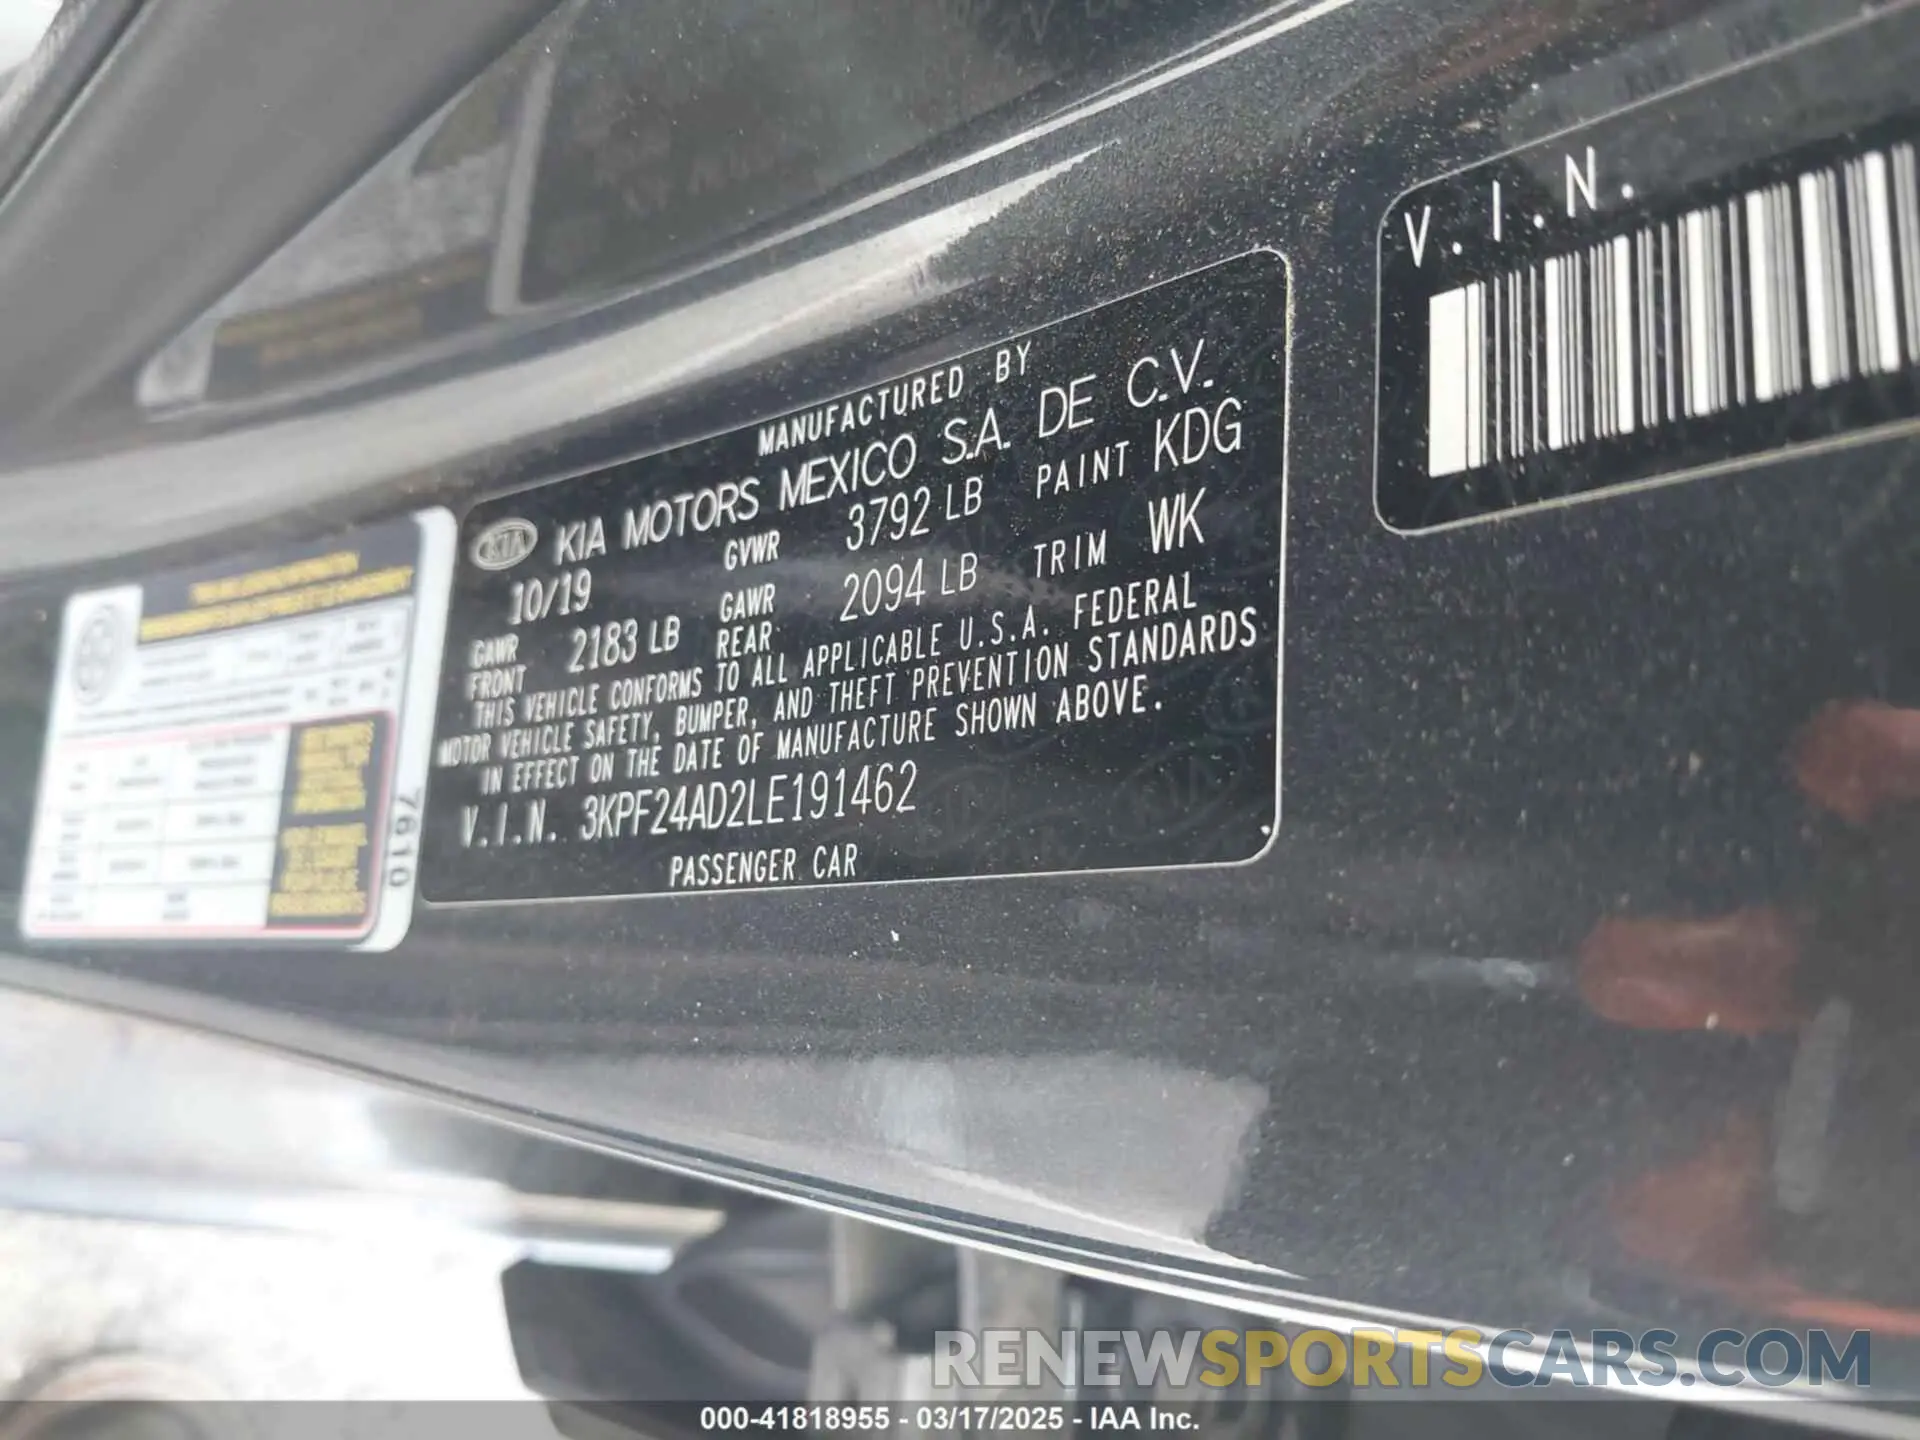 MANUFACTURED BY
KIA KIA MOTORS MEXICO S.A. DE C.V.
10/19 GVWR 3792 LB PAINT KDG
GAWR FRONT 2183 LB GAWR REAR 2094 LB TRIM WK
THIS VEHICLE CONFORMS TO ALL APPLICABLE U.S.A. FEDERAL
MOTOR VEHICLE SAFETY, BUMPER, AND THEFT PREVENTION STANDARDS
IN EFFECT ON THE DATE OF MANUFACTURE SHOWN ABOVE.
V.I.N. 3KPF24AD2LE191462
PASSENGER CAR
V.I.N.
7610
RENEWSPORTSCARS.COM
000-41818955 - 03/17/2025 - IAA Inc.